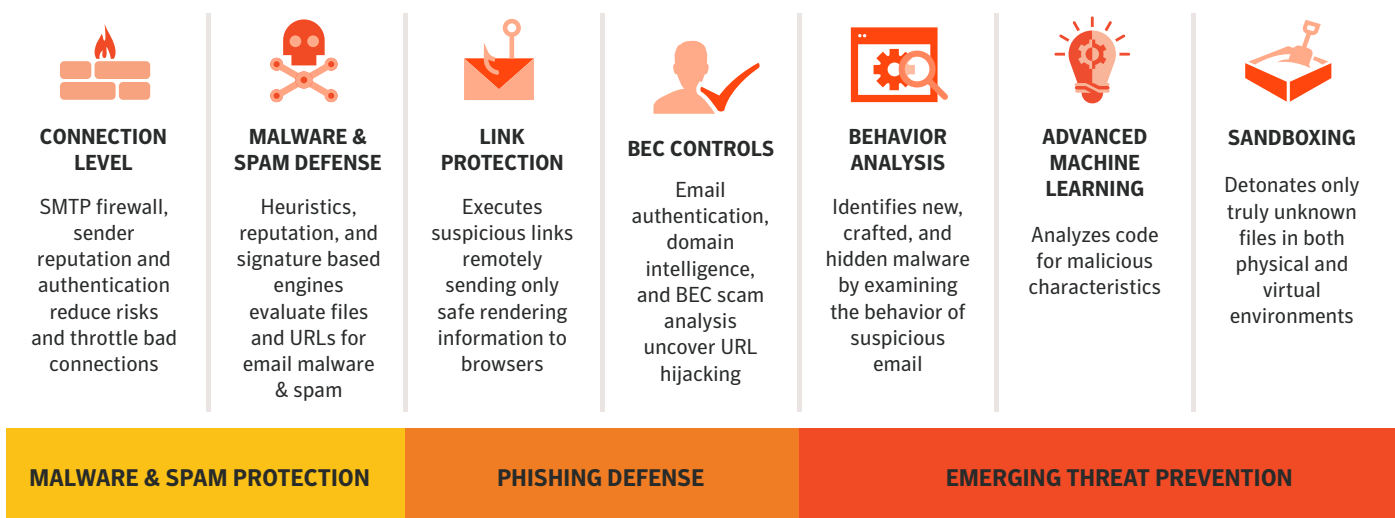 CONNECTION
LEVEL
SMTP firewall,
sender
reputation and
authentication
reduce risks
and throttle bad
connections
MALWARE &
SPAM DEFENSE
Heuristics,
reputation, and
signature based
engines
evaluate files
and URLs for
email malware
& spam
LINK
PROTECTION
Executes
suspicious links
remotely
sending only
safe rendering
information to
browsers
BEC CONTROLS
Email
authentication,
domain
intelligence,
and BEC scam
analysis
uncover URL
hijacking
BEHAVIOR
ANALYSIS
Identifies new,
crafted, and
hidden malware
by examining
the behavior of
suspicious
email
ADVANCED
MACHINE
LEARNING
Analyzes code
for malicious
characteristics
SANDBOXING
Detonates only
truly unknown
files in both
physical and
virtual
environments
MALWARE & SPAM PROTECTION
PHISHING DEFENSE
EMERGING THREAT PREVENTION